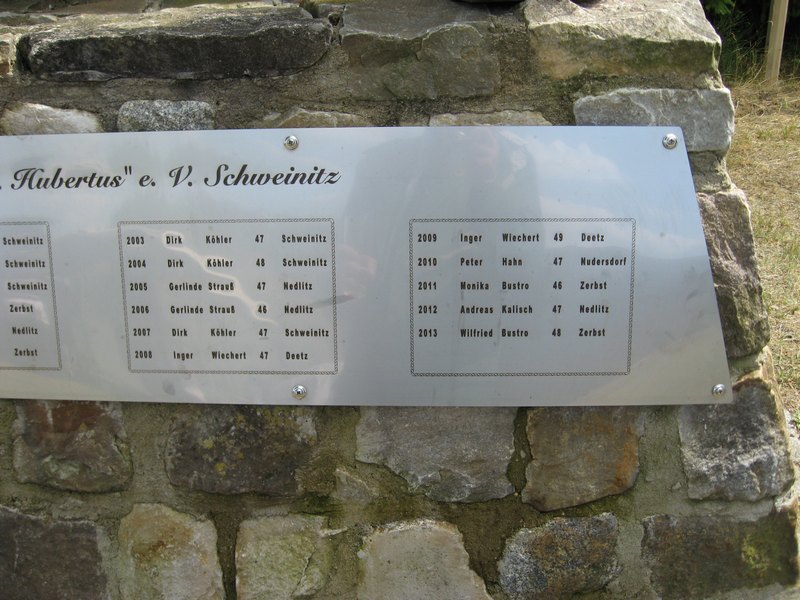 . Hubertus" e. V. Schweinitz
Schweinitz
Schweinitz
Schweinitz
Zerbst
Nedlitz
Zerbst
2003 Dirk Köhler 47 Schweinitz
2004 Dirk Köhler 48 Schweinitz
2005 Gerlinde Strauß 47 Nedlitz
2006 Gerlinde Strauß 46 Nedlitz
2007 Dirk Köhler 47 Schweinitz
2008 Inger Wiechert 47 Deetz
2009 Inger Wiechert 49 Deetz
2010 Peter Hahn 47 Nudersdorf
2011 Monika Bustro 46 Zerbst
2012 Andreas Kalisch 47 Nedlitz
2013 Wilfried Bustro 48 Zerbst